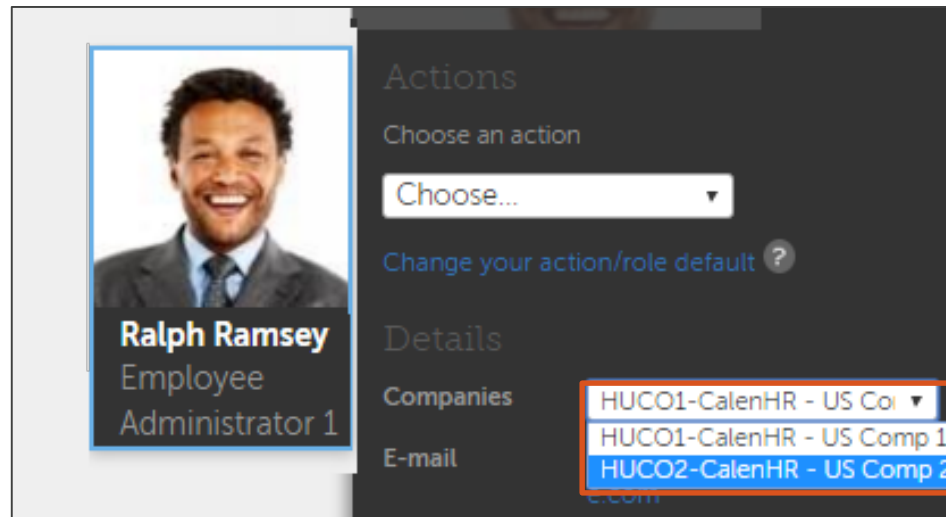 Ralph Ramsey
Employee
Administrator 1
Actions
Choose an action
Choose...
Change your action/role default ?
Details
Companies
HUCO1-CalenHR - US Co
HUCO1-CalenHR - US Comp 1
HUCO2-CalenHR - US Comp 2
E-mail
c.com